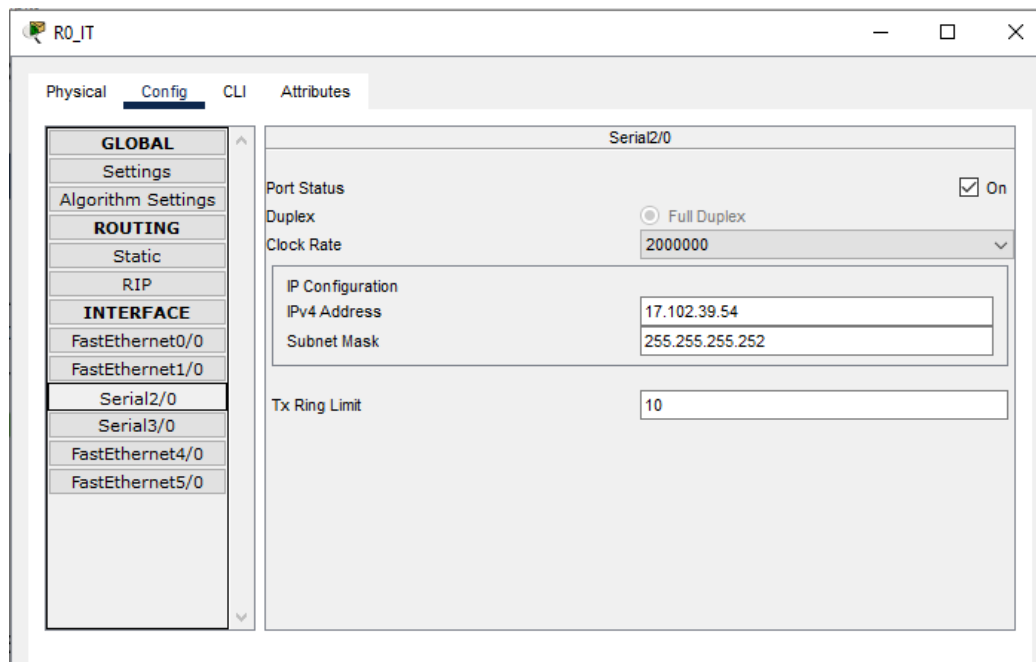 R0_IT
Physical Config CLI Attributes
GLOBAL
Settings
Algorithm Settings
ROUTING
Static
RIP
INTERFACE
FastEthernet0/0
FastEthernet1/0
Serial2/0
Serial3/0
FastEthernet4/0
FastEthernet5/0
Serial2/0
Port Status On
Duplex Full Duplex
Clock Rate 2000000
IP Configuration
IPv4 Address 17.102.39.54
Subnet Mask 255.255.255.252
Tx Ring Limit 10